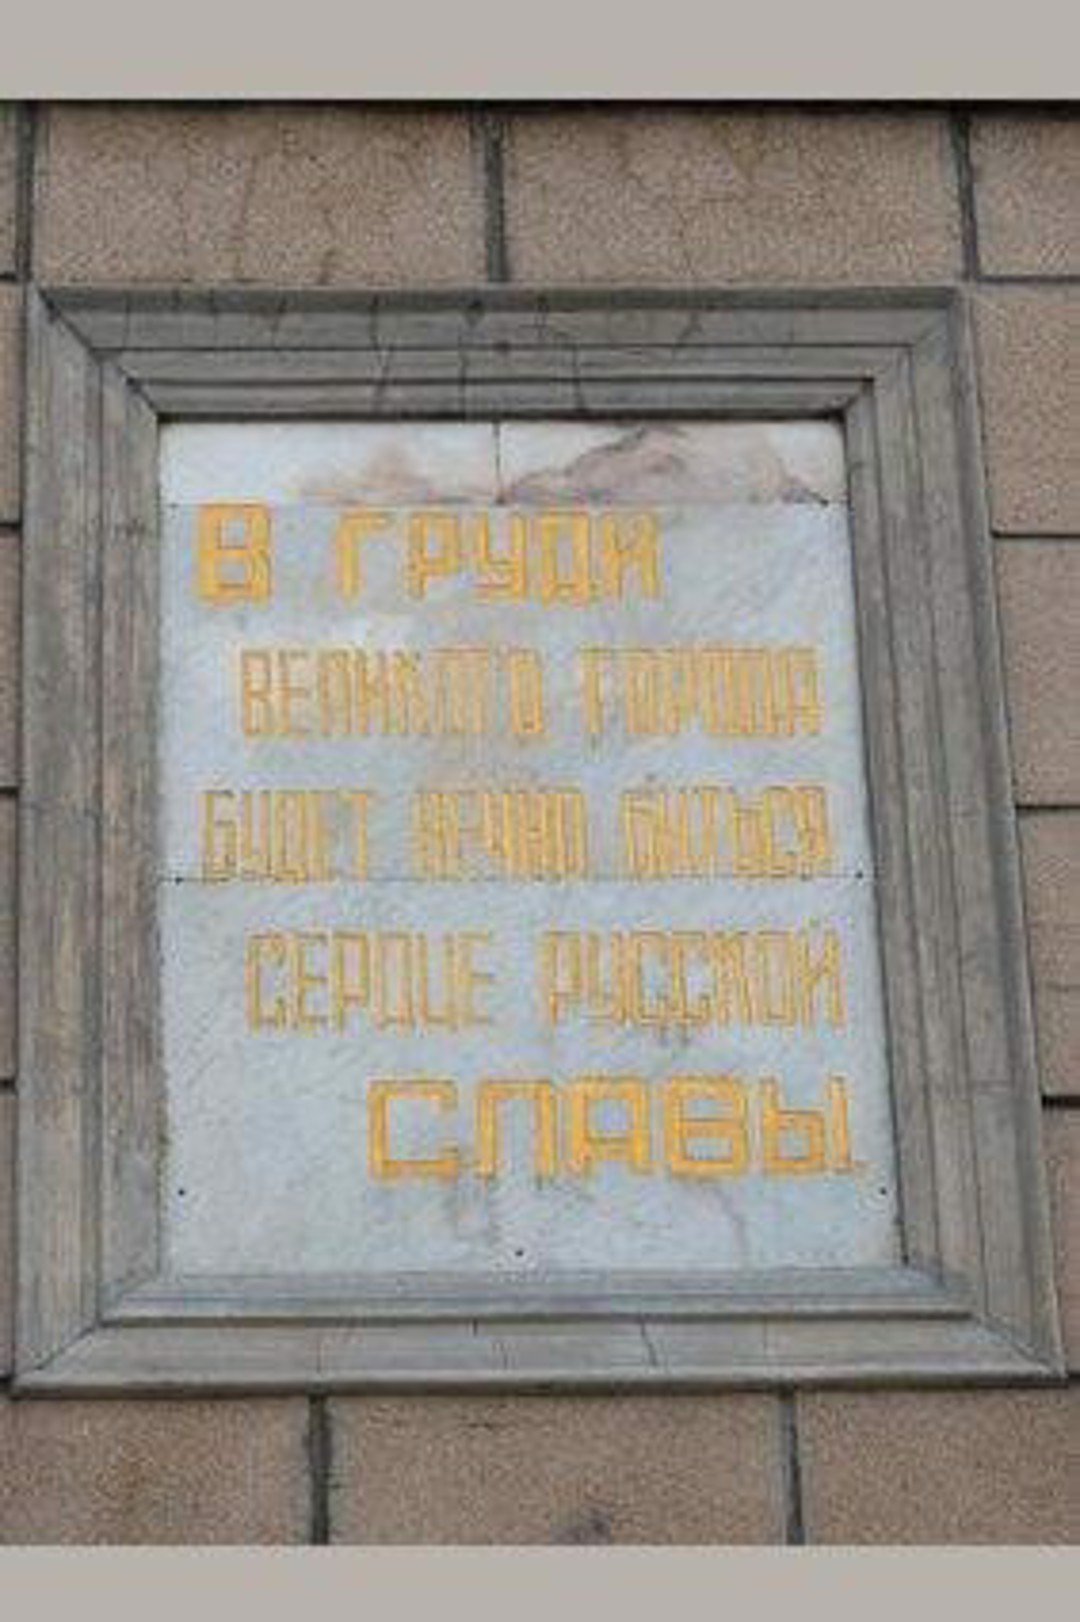 В ГРУДИ
ВЕЛИКОГО ГОРОДА
БУДЕТ ВЕЧНО БИТЬСЯ
СЕРДЦЕ РУССКОЙ
СЛАВЫ